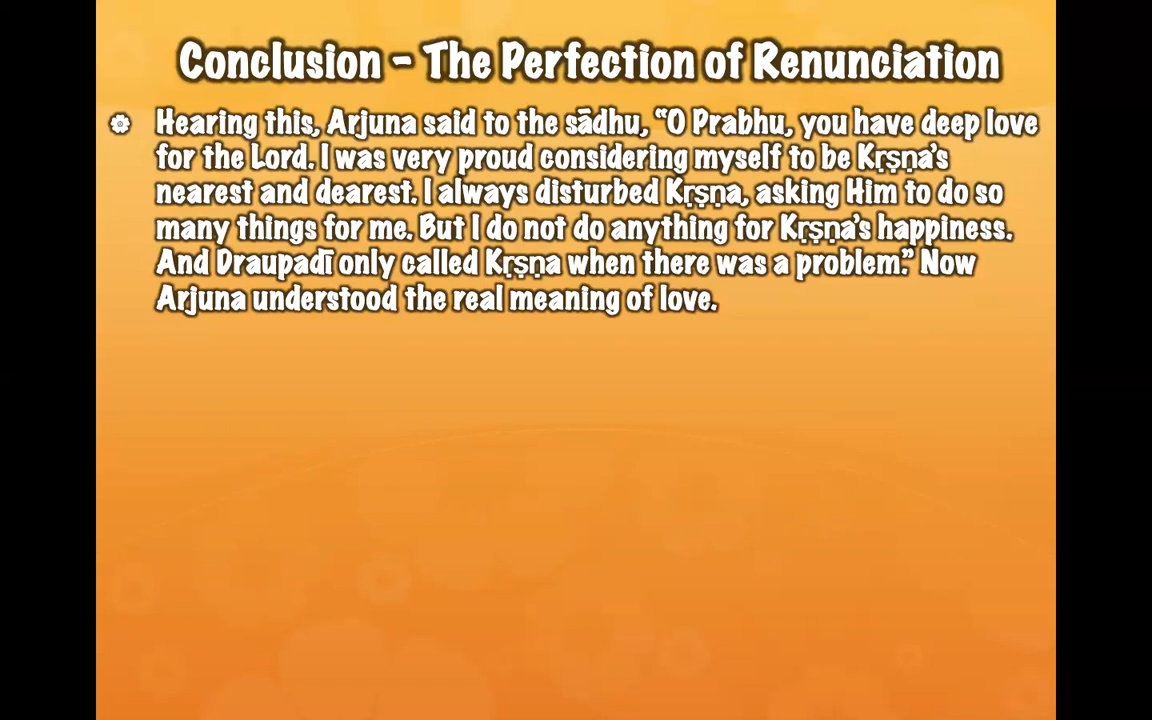 Conclusion - The Perfection of Renunciation
Hearing this, Arjuna said to the sādhu, “O Prabhu, you have deep love
for the Lord. I was very proud considering myself to be Kṛṣṇa’s
nearest and dearest. I always disturbed Kṛṣṇa, asking Him to do so
many things for me. But I do not do anything for Kṛṣṇa’s happiness.
And Draupadī only called Kṛṣṇa when there was a problem.” Now
Arjuna understood the real meaning of love.